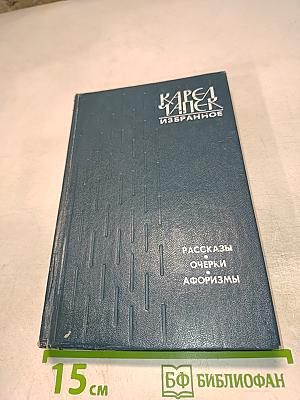 КАРЕЛ
ЧАПЕК
ИЗБРАННОЕ
РАССКАЗЫ
•
ОЧЕРКИ
•
АФОРИЗМЫ
15 см
БФ БИБЛИОФАН